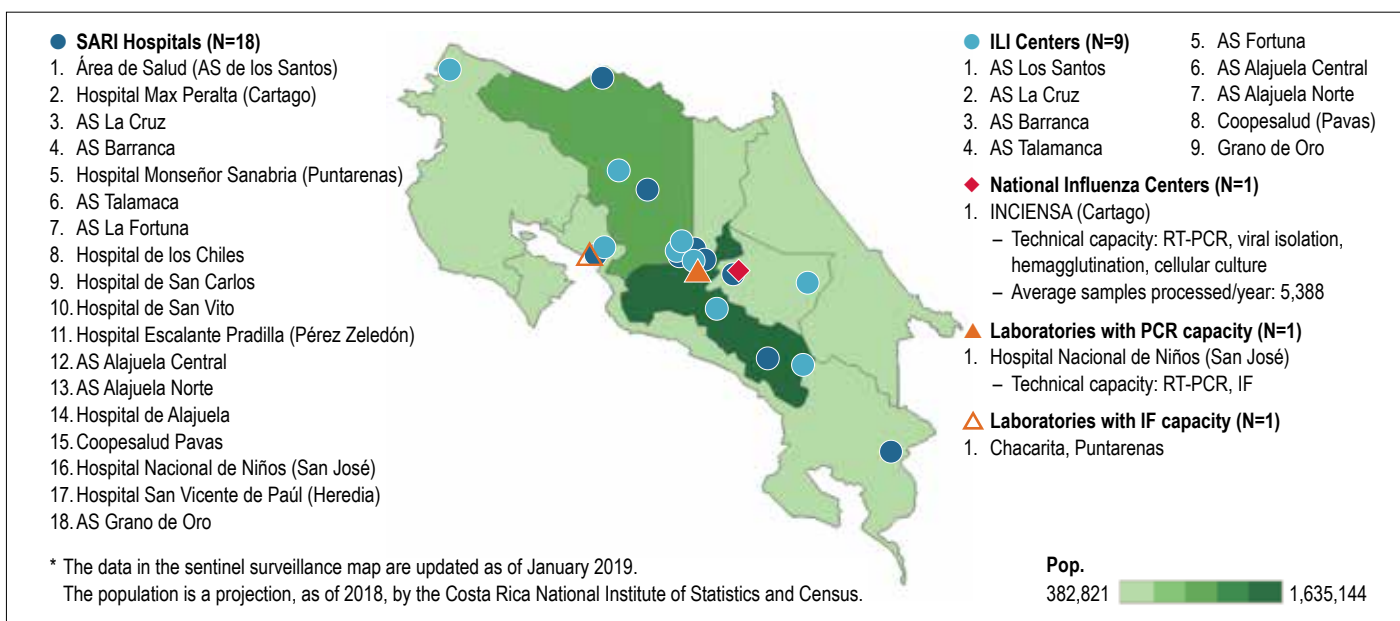 SARI Hospitals (N=18)
1. Área de Salud (AS de los Santos)
2. Hospital Max Peralta (Cartago)
3. AS La Cruz
4. AS Barranca
5. Hospital Monseñor Sanabria (Puntarenas)
6. AS Talamaca
7. AS La Fortuna
8. Hospital de los Chiles
9. Hospital de San Carlos
10. Hospital de San Vito
11. Hospital Escalante Pradilla (Pérez Zeledón)
12. AS Alajuela Central
13. AS Alajuela Norte
14. Hospital de Alajuela
15. Coopesalud Pavas
16. Hospital Nacional de Niños (San José)
17. Hospital San Vicente de Paúl (Heredia)
18. AS Grano de Oro
ILI Centers (N=9)
1. AS Los Santos
2. AS La Cruz
3. AS Barranca
4. AS Talamanca
5. AS Fortuna
6. AS Alajuela Central
7. AS Alajuela Norte
8. Coopesalud (Pavas)
9. Grano de Oro
National Influenza Centers (N=1)
1. INCIENSA (Cartago)
– Technical capacity: RT-PCR, viral isolation,
hemagglutination, cellular culture
– Average samples processed/year: 5,388
Laboratories with PCR capacity (N=1)
1. Hospital Nacional de Niños (San José)
– Technical capacity: RT-PCR, IF
Laboratories with IF capacity (N=1)
1. Chacarita, Puntarenas
* The data in the sentinel surveillance map are updated as of January 2019.
The population is a projection, as of 2018, by the Costa Rica National Institute of Statistics and Census.
Pop.
382,821 1,635,144